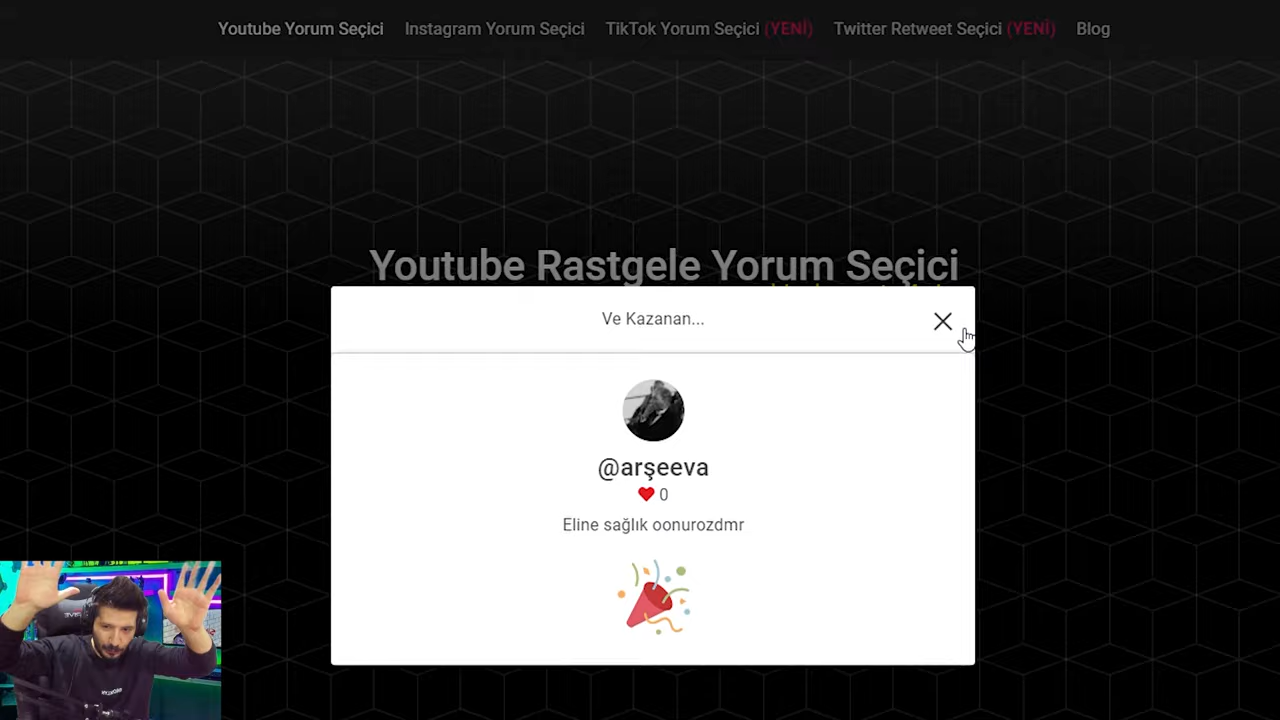 Youtube Yorum Seçici Instagram Yorum Seçici TikTok Yorum Seçici (YENİ) Twitter Retweet Seçici (YENİ) Blog
Youtube Rastgele Yorum Seçici
Ve Kazanan...
@arşeeva
0
Eline sağlık oonurozdmr